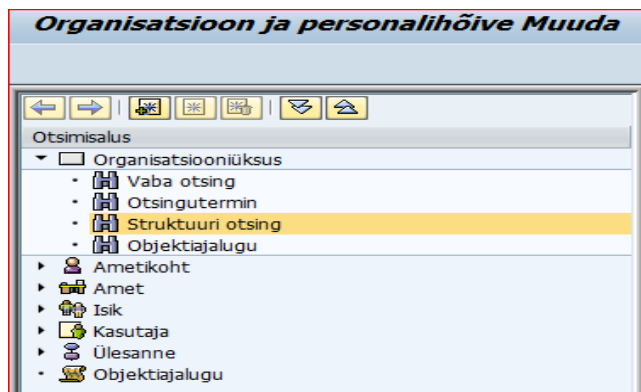 Organisatsioon ja personalihõive Muuda
Otsimisalus
Organisatsiooniüksus
Vaba otsing
Otsingutermin
Struktuuri otsing
Objektiajalugu
Ametikoht
Amet
Isik
Kasutaja
Ülesanne
Objektiajalugu